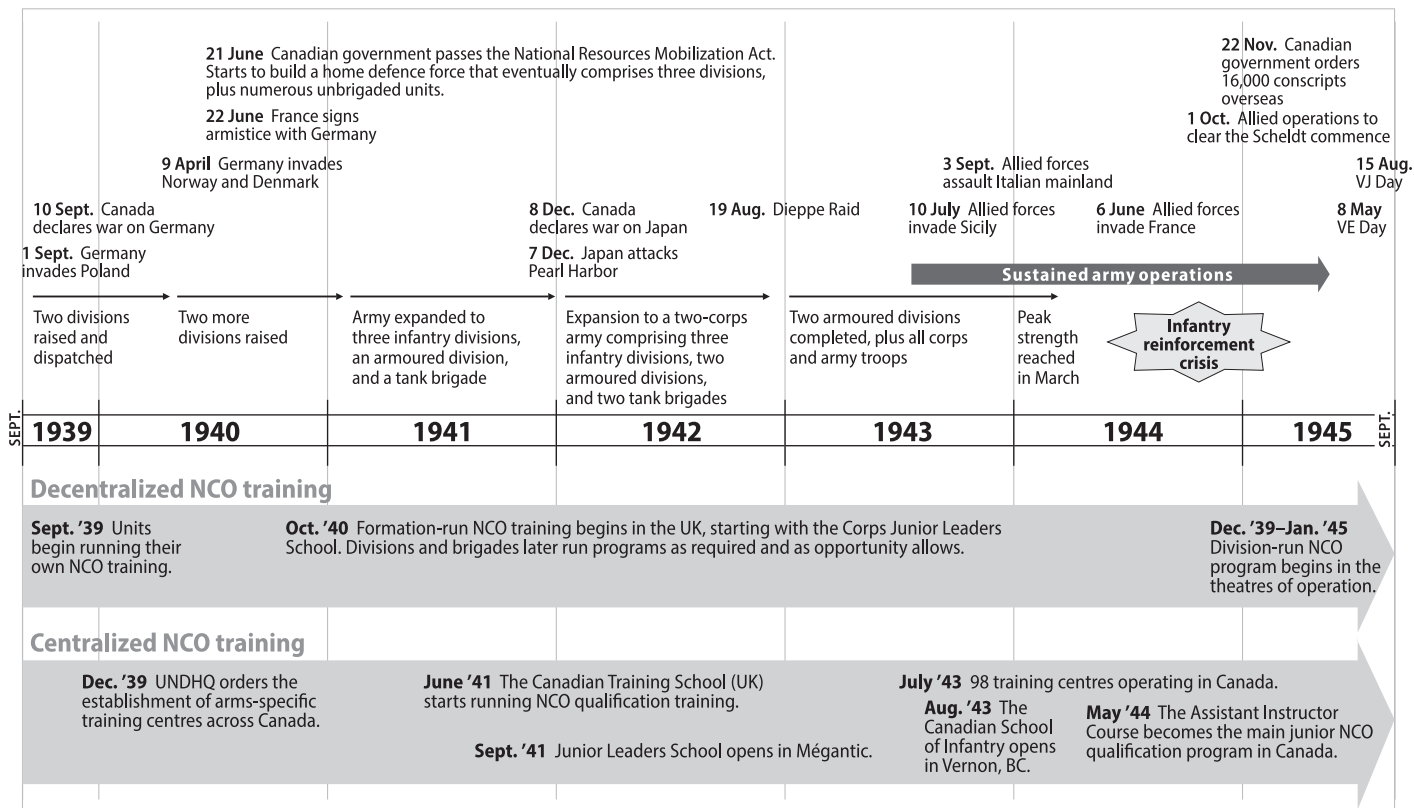 21 June Canadian government passes the National Resources Mobilization Act.
Starts to build a home defence force that eventually comprises three divisions,
plus numerous unbrigaded units.
22 June France signs
armistice with Germany
9 April Germany invades
Norway and Denmark
10 Sept. Canada
declares war on Germany
1 Sept. Germany
invades Poland
8 Dec. Canada
declares war on Japan
7 Dec. Japan attacks
Pearl Harbor
19 Aug. Dieppe Raid
3 Sept. Allied forces
assault Italian mainland
10 July Allied forces
invade Sicily
6 June Allied forces
invade France
22 Nov. Canadian
government orders
16,000 conscripts
overseas
1 Oct. Allied operations to
clear the Scheldt commence
15 Aug.
VJ Day
8 May
VE Day
Sustained army operations
Two divisions
raised and
dispatched
Two more
divisions raised
Army expanded to
three infantry divisions,
an armoured division,
and a tank brigade
Expansion to a two-corps
army comprising three
infantry divisions, two
armoured divisions,
and two tank brigades
Two armoured divisions
completed, plus all corps
and army troops
Peak
strength
reached
in March
Infantry
reinforcement
crisis
SEPT.
1939
1940
1941
1942
1943
1944
1945
SEPT.
Decentralized NCO training
Sept. '39 Units
begin running their
own NCO training.
Oct. '40 Formation-run NCO training begins in the UK, starting with the Corps Junior Leaders
School. Divisions and brigades later run programs as required and as opportunity allows.
Dec. '39–Jan. '45
Division-run NCO
program begins in the
theatres of operation.
Centralized NCO training
Dec. '39 UNDHQ orders the
establishment of arms-specific
training centres across Canada.
June '41 The Canadian Training School (UK)
starts running NCO qualification training.
Sept. '41 Junior Leaders School opens in Mégantic.
July '43 98 training centres operating in Canada.
Aug. '43 The
Canadian School
of Infantry opens
in Vernon, BC.
May '44 The Assistant Instructor
Course becomes the main junior NCO
qualification program in Canada.